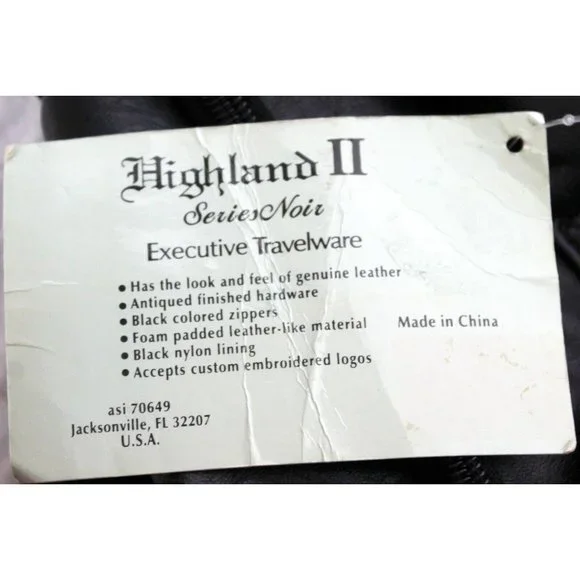 Highland II
Series Noir
Executive Travelware
• Has the look and feel of genuine leather
• Antiqued finished hardware
• Black colored zippers
• Foam padded leather-like material Made in China
• Black nylon lining
• Accepts custom embroidered logos
asi 70649
Jacksonville, FL 32207
U.S.A.